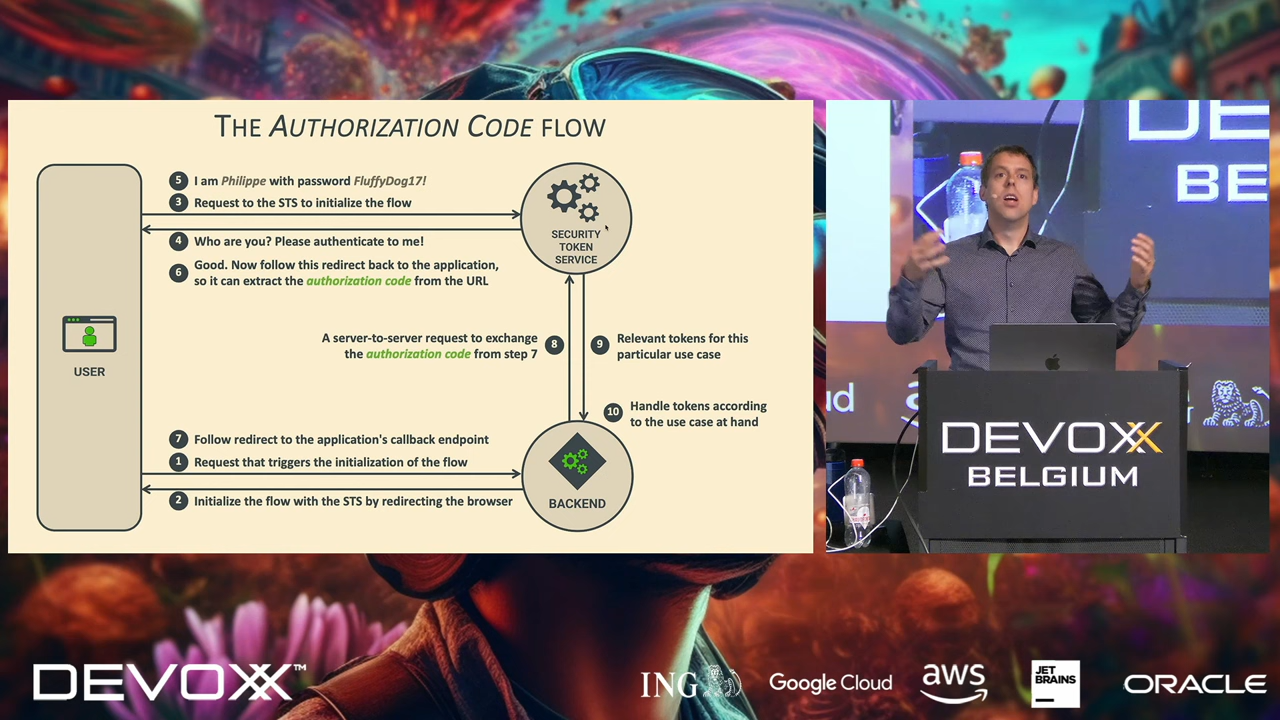 THE AUTHORIZATION CODE FLOW
5 I am Philippe with password FluffyDog17!
3 Request to the STS to initialize the flow
4 Who are you? Please authenticate to me!
6 Good. Now follow this redirect back to the application,
so it can extract the authorization code from the URL
SECURITY
TOKEN
SERVICE
USER
A server-to-server request to exchange
the authorization code from step 7
8
9 Relevant tokens for this
particular use case
10 Handle tokens according
to the use case at hand
7 Follow redirect to the application's callback endpoint
1 Request that triggers the initialization of the flow
2 Initialize the flow with the STS by redirecting the browser
BACKEND
DE
BE
ud
DEVOXX
BELGIUM
DEVOXX™
ING
Google Cloud
aws
JET
BRAINS
ORACLE